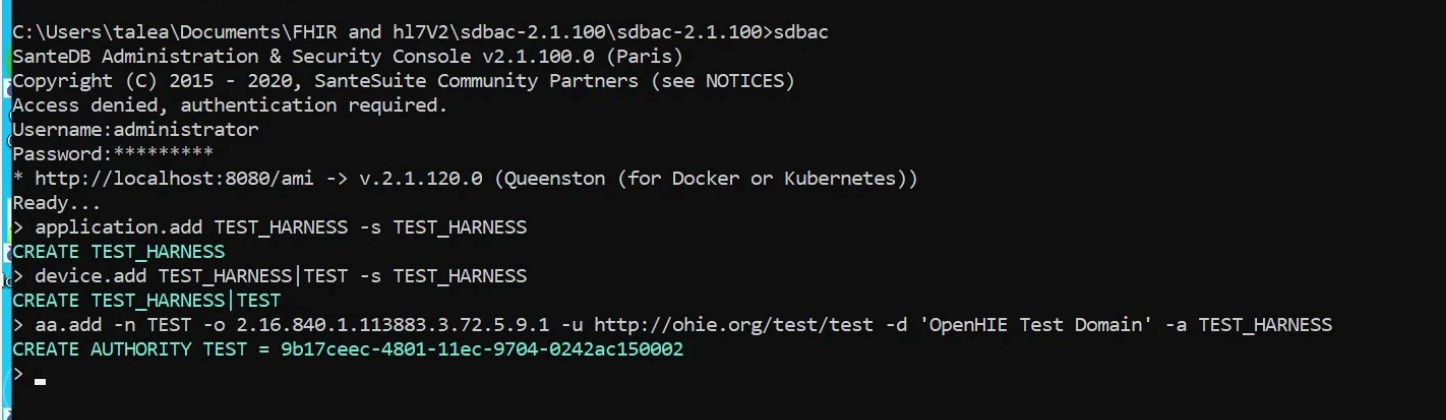 C:\Users\talea\Documents\FHIR and hl7V2\sdbac-2.1.100\sdbac-2.1.100>sdbac
SanteDB Administration & Security Console v2.1.100.0 (Paris)
Copyright (C) 2015 - 2020, SanteSuite Community Partners (see NOTICES)
Access denied, authentication required.
Username:administrator
Password:*********
* http://localhost:8080/ami -> v.2.1.120.0 (Queenston (for Docker or Kubernetes))
Ready...
> application.add TEST_HARNESS -s TEST_HARNESS
CREATE TEST_HARNESS
> device.add TEST_HARNESS|TEST -s TEST_HARNESS
CREATE TEST_HARNESS|TEST
> aa.add -n TEST -o 2.16.840.1.113883.3.72.5.9.1 -u http://ohie.org/test/test -d 'OpenHIE Test Domain' -a TEST_HARNESS
CREATE AUTHORITY TEST = 9b17ceec-4801-11ec-9704-0242ac150002
>